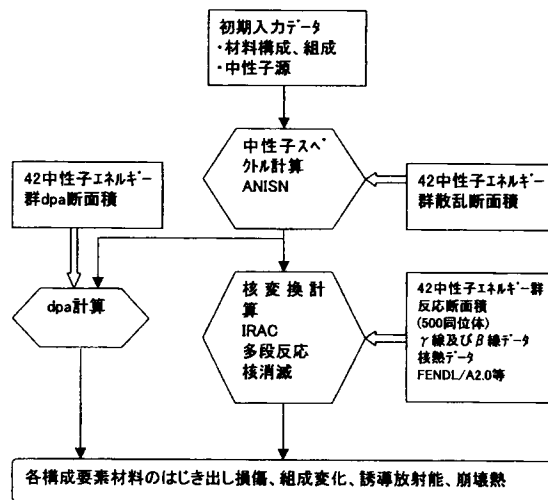 初期入力データ
・材料構成、組成
・中性子源
中性子スペ
クトル計算
ANISN
42中性子エネルギー
群dpa断面積
42中性子エネルギー
群散乱断面積
dpa計算
核変換計
算
IRAC
多段反応
核消滅
42中性子エネルギー群
反応断面積
(500同位体)
γ線及びβ線データ
核熱データ
FENDL/A2.0等
各構成要素材料のはじき出し損傷、組成変化、誘導放射能、崩壊熱